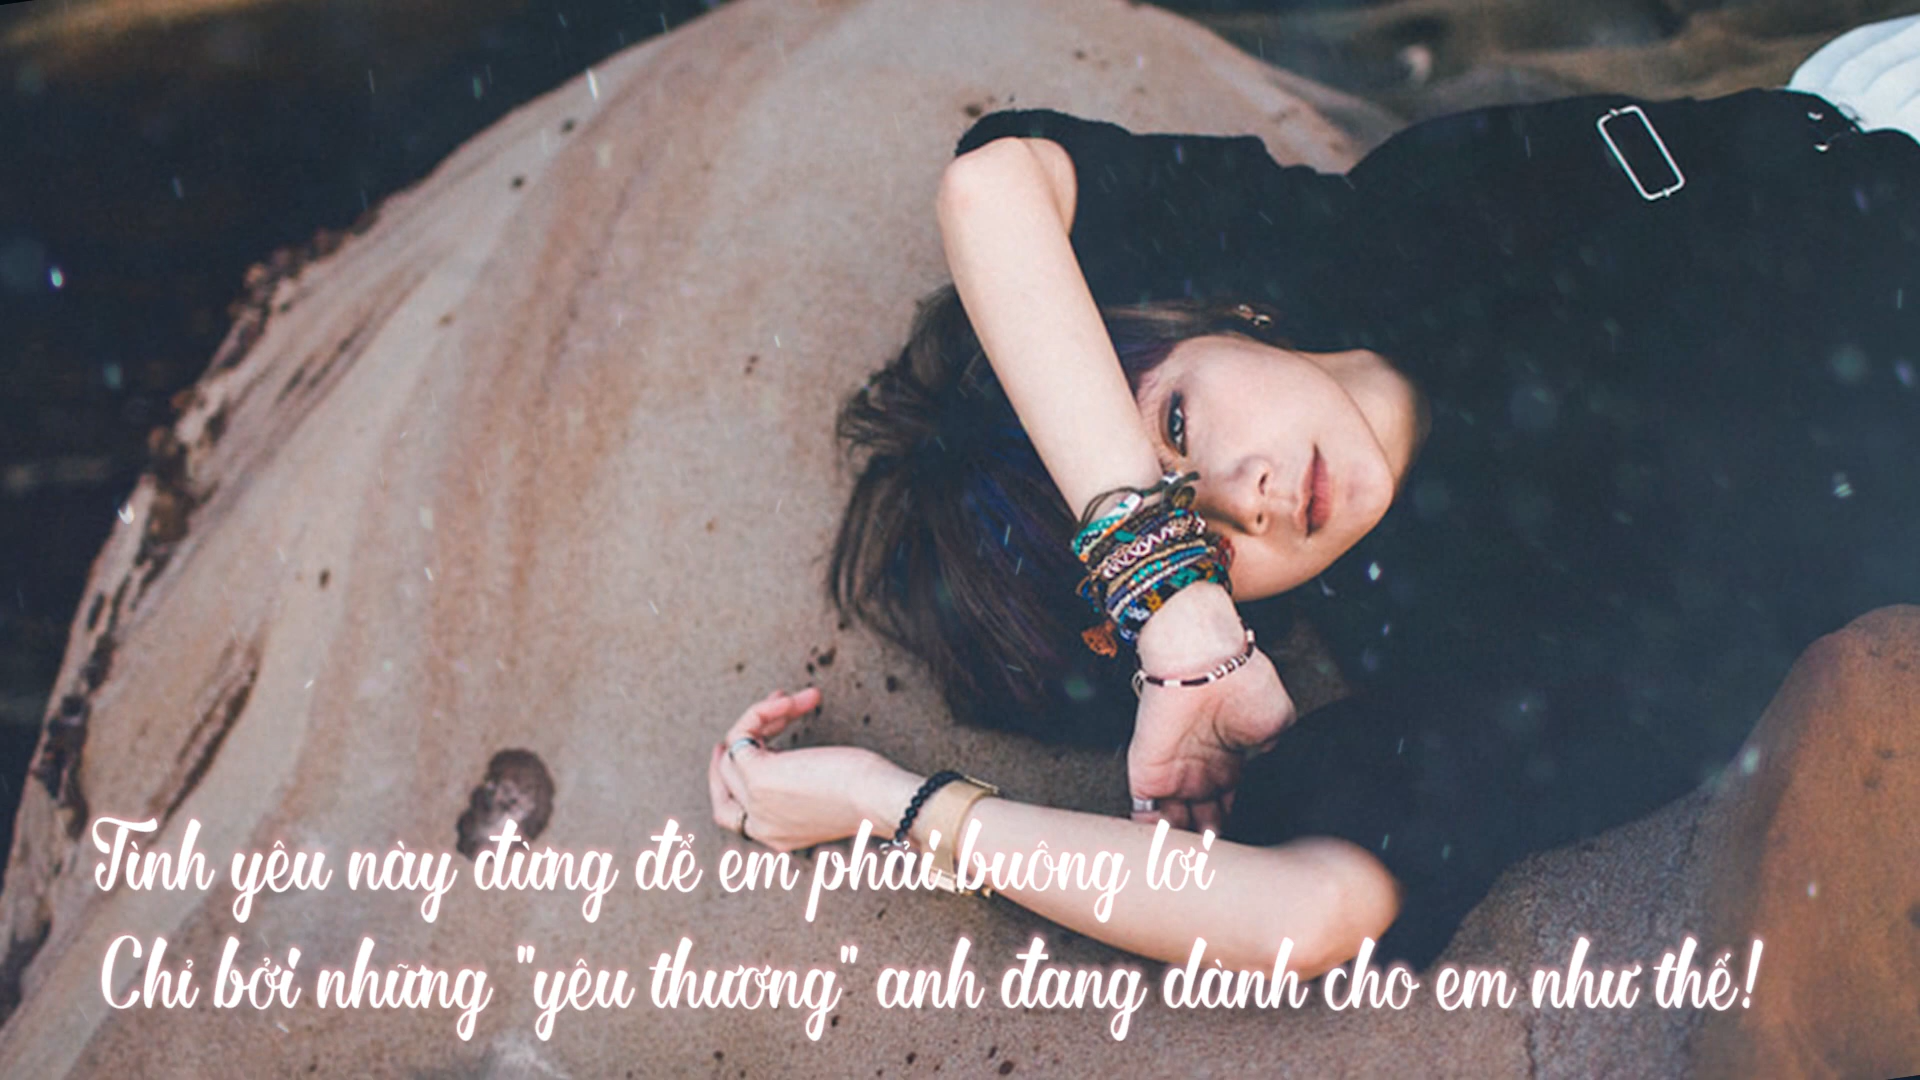 Tình yêu này đừng để em phải buông lơi
Chỉ bởi những "yêu thương" anh đang dành cho em như thế!